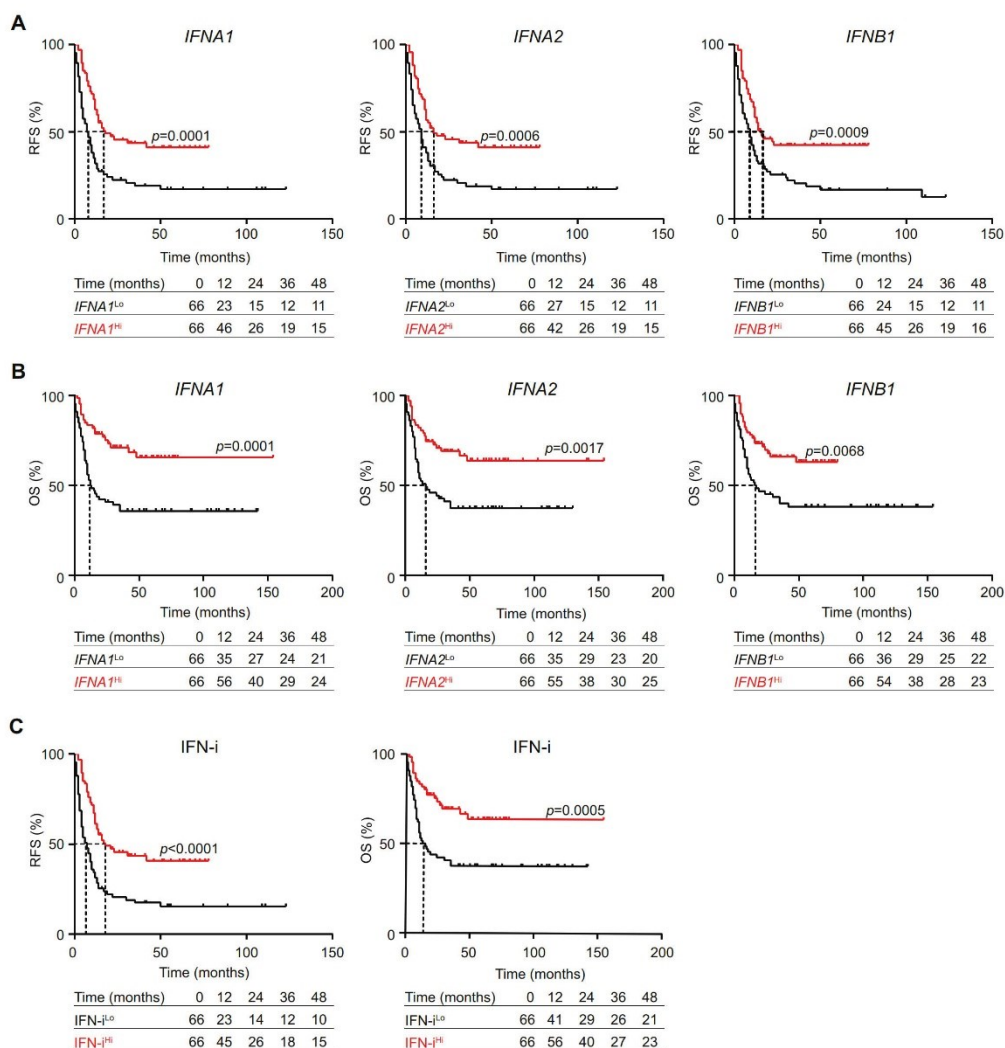 A
IFNA1
IFNA2
IFNB1
RFS (%)
100
50
0
p=0.0001
0 50 100 150
Time (months)
RFS (%)
100
50
0
p=0.0006
0 50 100 150
Time (months)
RFS (%)
100
50
0
p=0.0009
0 50 100 150
Time (months)
Time (months) 0 12 24 36 48
IFNA1Lo 66 23 15 12 11
IFNA1Hi 66 46 26 19 15
Time (months) 0 12 24 36 48
IFNA2Lo 66 27 15 12 11
IFNA2Hi 66 42 26 19 15
Time (months) 0 12 24 36 48
IFNB1Lo 66 24 15 12 11
IFNB1Hi 66 45 26 19 16
B
IFNA1
IFNA2
IFNB1
OS (%)
100
50
0
p=0.0001
0 50 100 150 200
Time (months)
OS (%)
100
50
0
p=0.0017
0 50 100 150 200
Time (months)
OS (%)
100
50
0
p=0.0068
0 50 100 150 200
Time (months)
Time (months) 0 12 24 36 48
IFNA1Lo 66 35 27 24 21
IFNA1Hi 66 56 40 29 24
Time (months) 0 12 24 36 48
IFNA2Lo 66 35 29 23 20
IFNA2Hi 66 55 38 30 25
Time (months) 0 12 24 36 48
IFNB1Lo 66 36 29 25 22
IFNB1Hi 66 54 38 28 23
C
IFN-i
IFN-i
RFS (%)
100
50
0
p<0.0001
0 50 100 150
Time (months)
OS (%)
100
50
0
p=0.0005
0 50 100 150 200
Time (months)
Time (months) 0 12 24 36 48
IFN-iLo 66 23 14 12 10
IFN-iHi 66 45 26 18 15
Time (months) 0 12 24 36 48
IFN-iLo 66 41 29 26 21
IFN-iHi 66 56 40 27 23